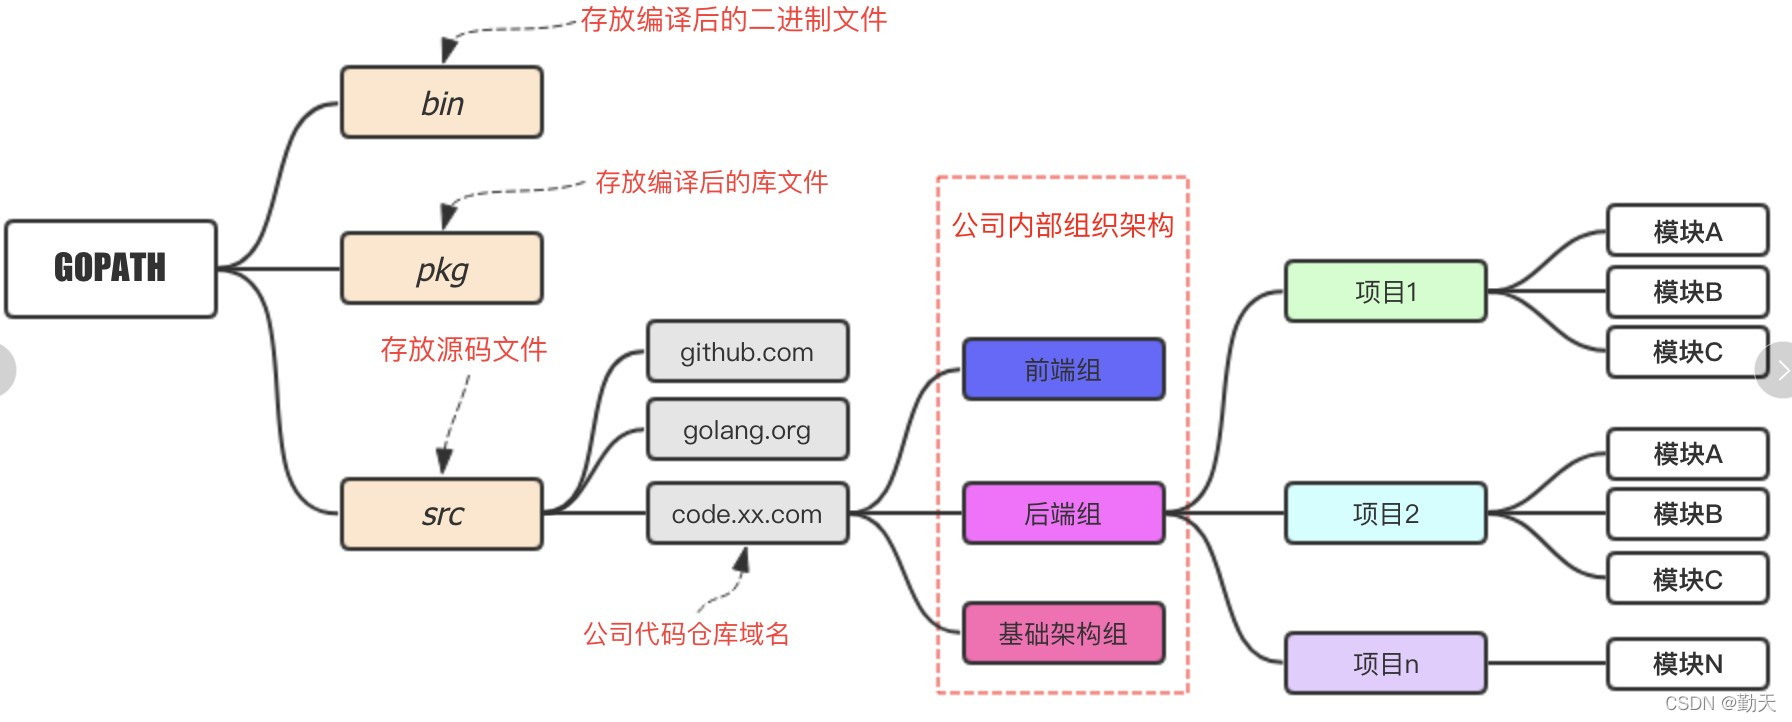 存放编译后的二进制文件
bin
存放编译后的库文件
pkg
GOPATH
存放源码文件
src
github.com
golang.org
code.xx.com
公司代码仓库域名
公司内部组织架构
前端组
后端组
基础架构组
项目1
模块A
模块B
模块C
项目2
模块A
模块B
模块C
项目n
模块N
CSDN @勤天